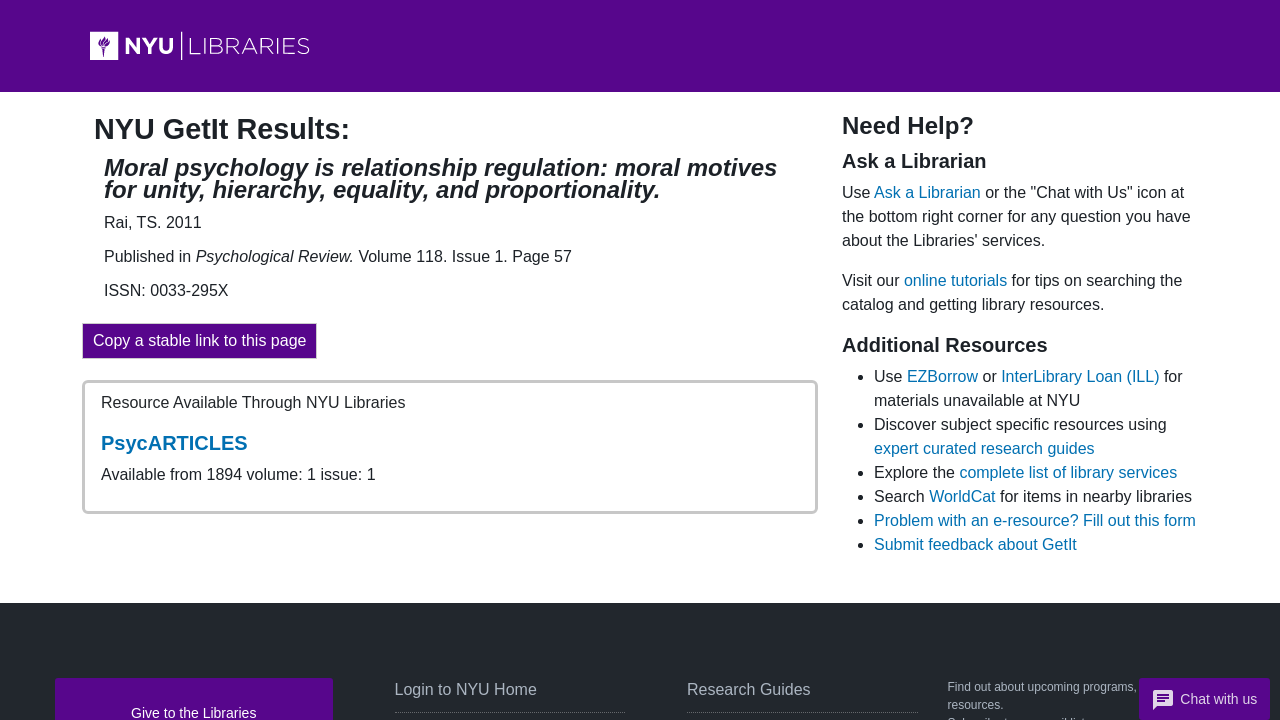 NYU LIBRARIES
NYU GetIt Results:
Moral psychology is relationship regulation: moral motives
for unity, hierarchy, equality, and proportionality.
Rai, TS. 2011
Published in Psychological Review. Volume 118. Issue 1. Page 57
ISSN: 0033-295X
Copy a stable link to this page
Resource Available Through NYU Libraries
PsycARTICLES
Available from 1894 volume: 1 issue: 1
Need Help?
Ask a Librarian
Use Ask a Librarian or the "Chat with Us" icon at
the bottom right corner for any question you have
about the Libraries' services.
Visit our online tutorials for tips on searching the
catalog and getting library resources.
Additional Resources
Use EZBorrow or InterLibrary Loan (ILL) for
materials unavailable at NYU
Discover subject specific resources using
expert curated research guides
Explore the complete list of library services
Search WorldCat for items in nearby libraries
Problem with an e-resource? Fill out this form
Submit feedback about GetIt
Give to the Libraries
Login to NYU Home
Research Guides
Find out about upcoming programs,
resources.
Chat with us